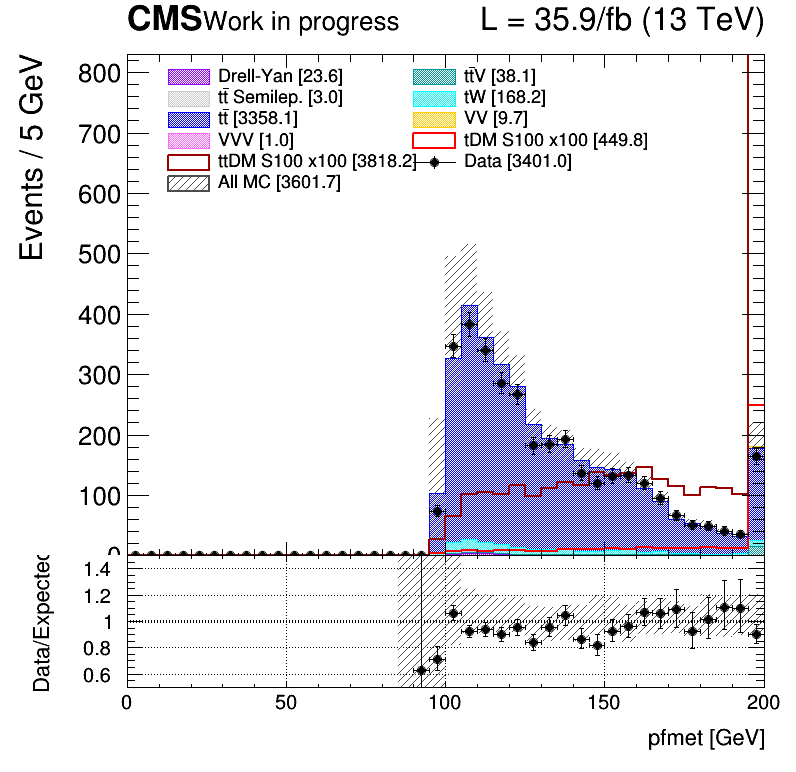 CMS Work in progress L = 35.9/fb (13 TeV)
Events / 5 GeV
800
700
600
500
400
300
200
100
0
Drell-Yan [23.6] tt̄V [38.1]
tt̄ Semilep. [3.0] tW [168.2]
tt̄ [3358.1] VV [9.7]
VVV [1.0] tDM S100 x100 [449.8]
ttDM S100 x100 [3818.2] Data [3401.0]
All MC [3601.7]
Data/Expected
1.4
1.2
1
0.8
0.6
0 50 100 150 200
pfmet [GeV]